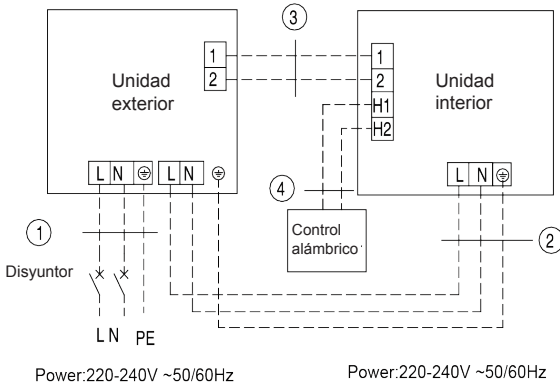 3
1
2
Unidad
exterior
1
2
H1
H2
Unidad
interior
L N L N
L N
4
1
2
Control
alámbrico
Disyuntor
L N PE
Power:220-240V ~50/60Hz
Power:220-240V ~50/60Hz